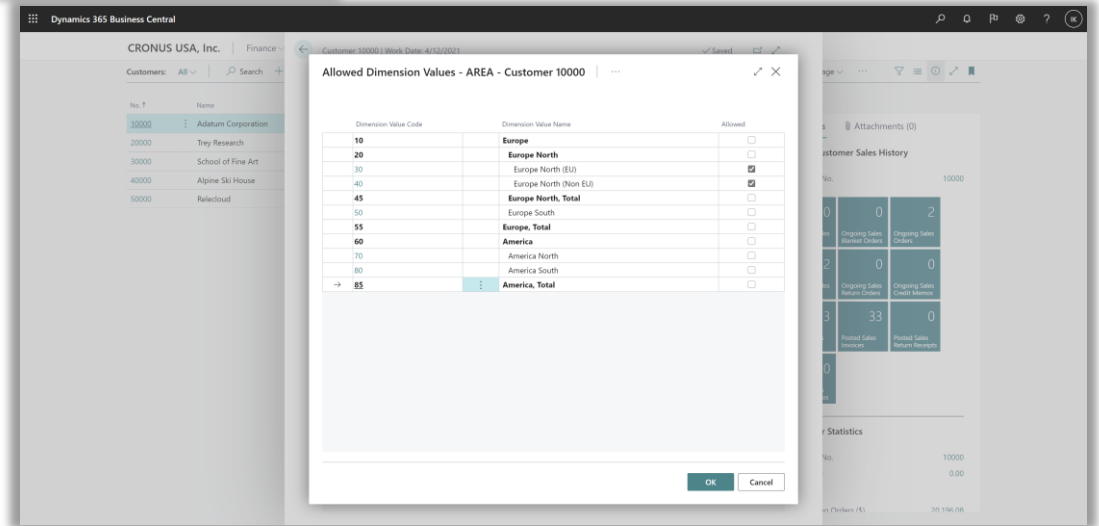 Dynamics 365 Business Central
?
IK
CRONUS USA, Inc.
Finance
Customer 10000 | Work Date: 4/12/2021
Saved
Customers: All
Search
Allowed Dimension Values - AREA - Customer 10000
No. ↑ Name
10000 Adatum Corporation
20000 Trey Research
30000 School of Fine Art
40000 Alpine Ski House
50000 Relecloud
Dimension Value Code Dimension Value Name Allowed
10 Europe
20 Europe North
30 Europe North (EU)
40 Europe North (Non EU)
45 Europe North, Total
50 Europe South
55 Europe, Total
60 America
70 America North
80 America South
→ 85 America, Total
OK Cancel
Attachments (0)
ustomer Sales History
No. 10000
0 0 2
Ongoing Sales Blanket Orders
Ongoing Sales Orders
2 0 0
Ongoing Sales Return Orders
Ongoing Sales Credit Memos
3 33 0
Posted Sales Invoices
Posted Sales Return Receipts
0
r Statistics
No. 10000
0.00
20,196.08